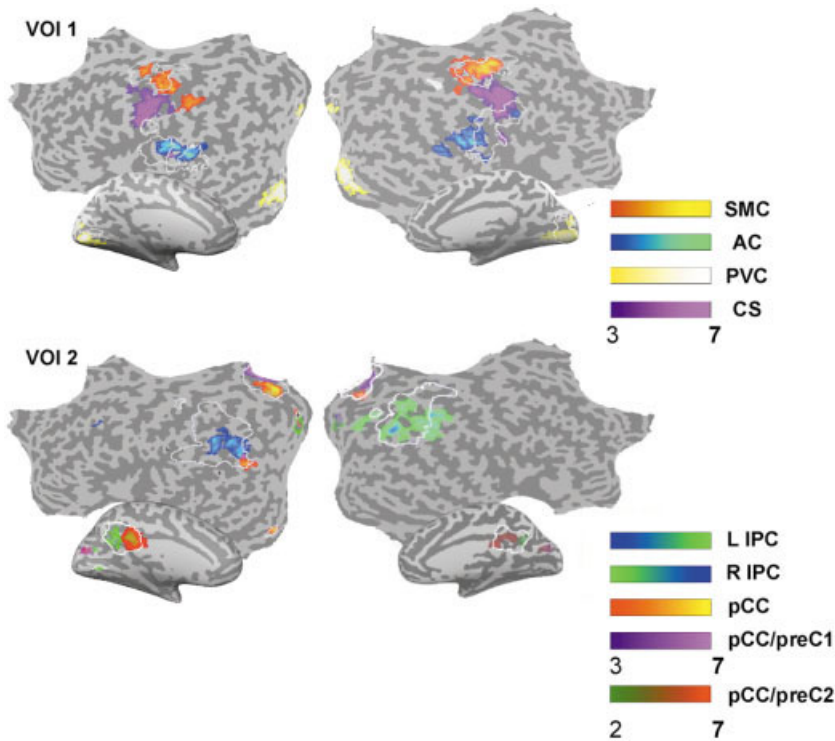 VOI 1
SMC
AC
PVC
CS
3 7
VOI 2
L IPC
R IPC
pCC
pCC/preC1
3 7
pCC/preC2
2 7